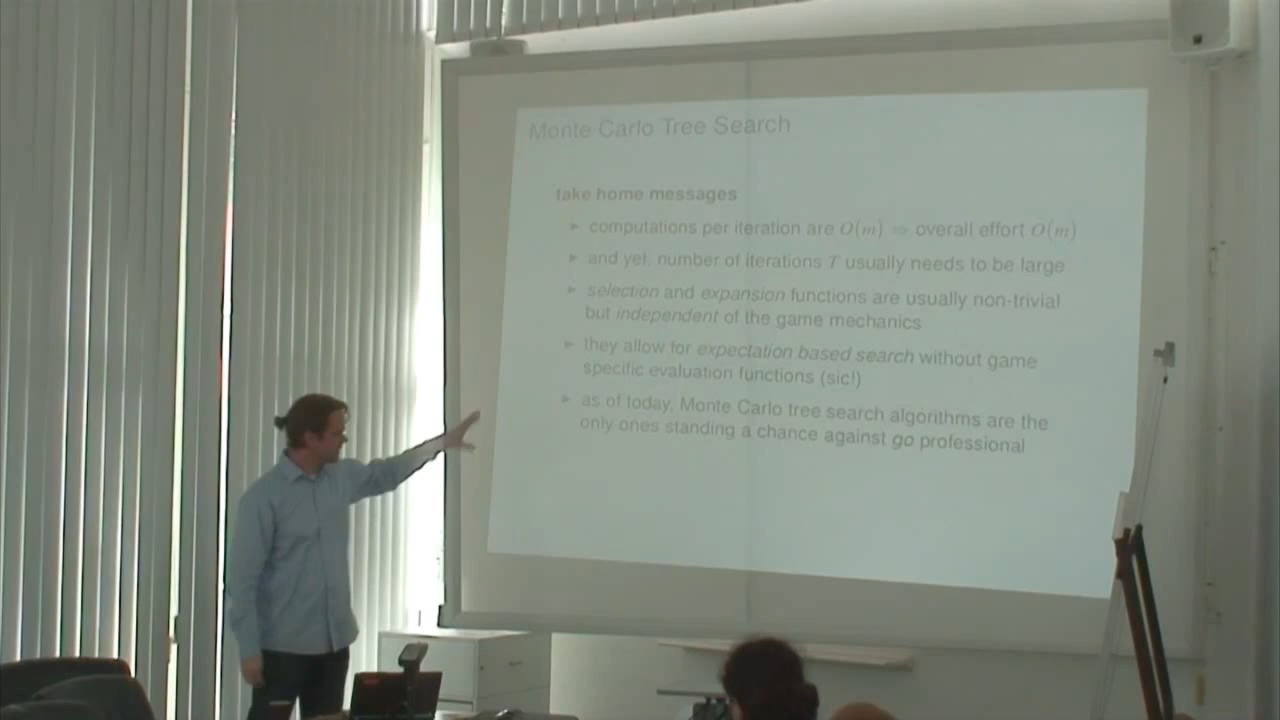 Monte Carlo Tree Search
take home messages
▸ computations per iteration are O(m) ⇒ overall effort O(m)
▸ and yet, number of iterations T usually needs to be large
▸ selection and expansion functions are usually non-trivial
but independent of the game mechanics
▸ they allow for expectation based search without game
specific evaluation functions (sic!)
▸ as of today, Monte Carlo tree search algorithms are the
only ones standing a chance against go professional